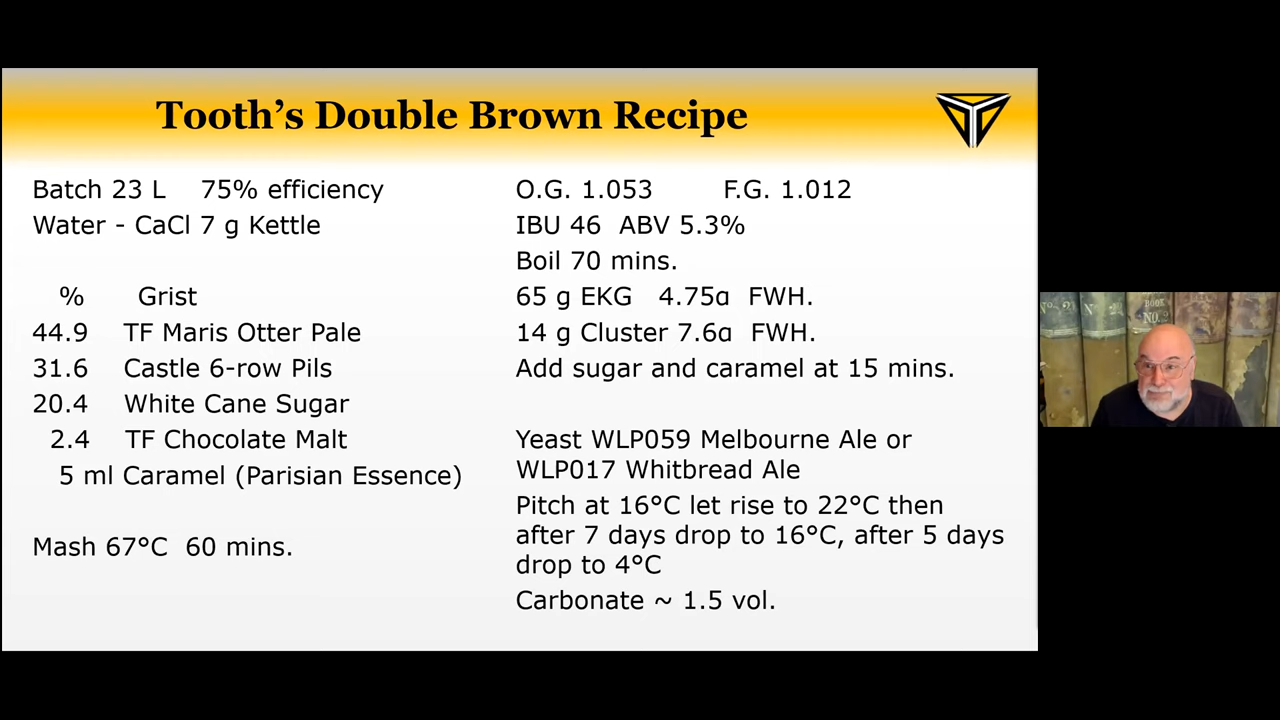 Tooth's Double Brown Recipe
Batch 23 L 75% efficiency
Water - CaCl 7 g Kettle
% Grist
44.9 TF Maris Otter Pale
31.6 Castle 6-row Pils
20.4 White Cane Sugar
2.4 TF Chocolate Malt
5 ml Caramel (Parisian Essence)
Mash 67°C 60 mins.
O.G. 1.053 F.G. 1.012
IBU 46 ABV 5.3%
Boil 70 mins.
65 g EKG 4.75α FWH.
14 g Cluster 7.6α FWH.
Add sugar and caramel at 15 mins.
Yeast WLP059 Melbourne Ale or
WLP017 Whitbread Ale
Pitch at 16°C let rise to 22°C then
after 7 days drop to 16°C, after 5 days
drop to 4°C
Carbonate ~ 1.5 vol.
BOOK
NO. 2